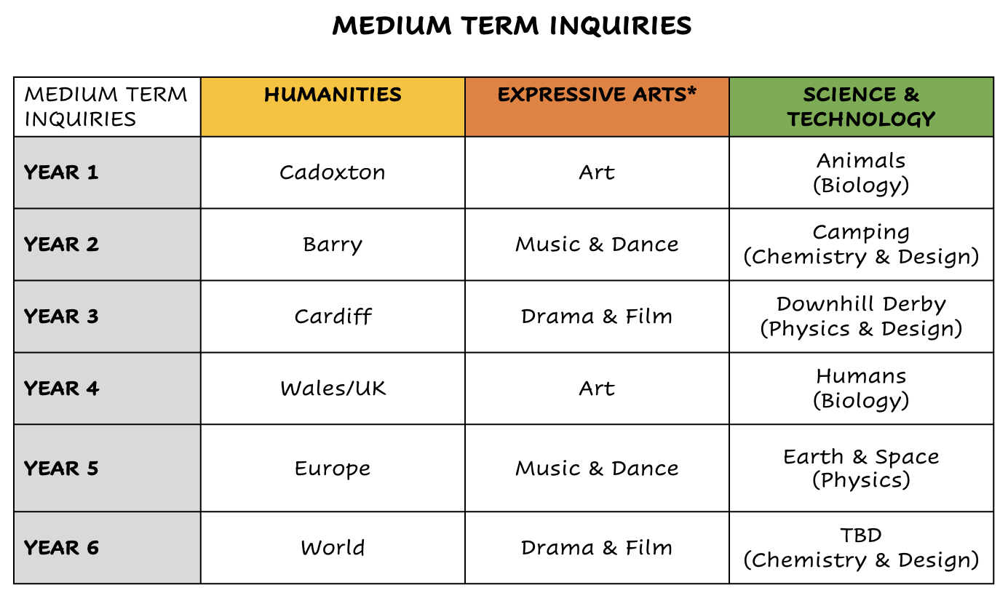 MEDIUM TERM INQUIRIES
MEDIUM TERM
INQUIRIES
HUMANITIES
EXPRESSIVE ARTS*
SCIENCE &
TECHNOLOGY
YEAR 1
Cadoxton
Art
Animals
(Biology)
YEAR 2
Barry
Music & Dance
Camping
(Chemistry & Design)
YEAR 3
Cardiff
Drama & Film
Downhill Derby
(Physics & Design)
YEAR 4
Wales/UK
Art
Humans
(Biology)
YEAR 5
Europe
Music & Dance
Earth & Space
(Physics)
YEAR 6
World
Drama & Film
TBD
(Chemistry & Design)